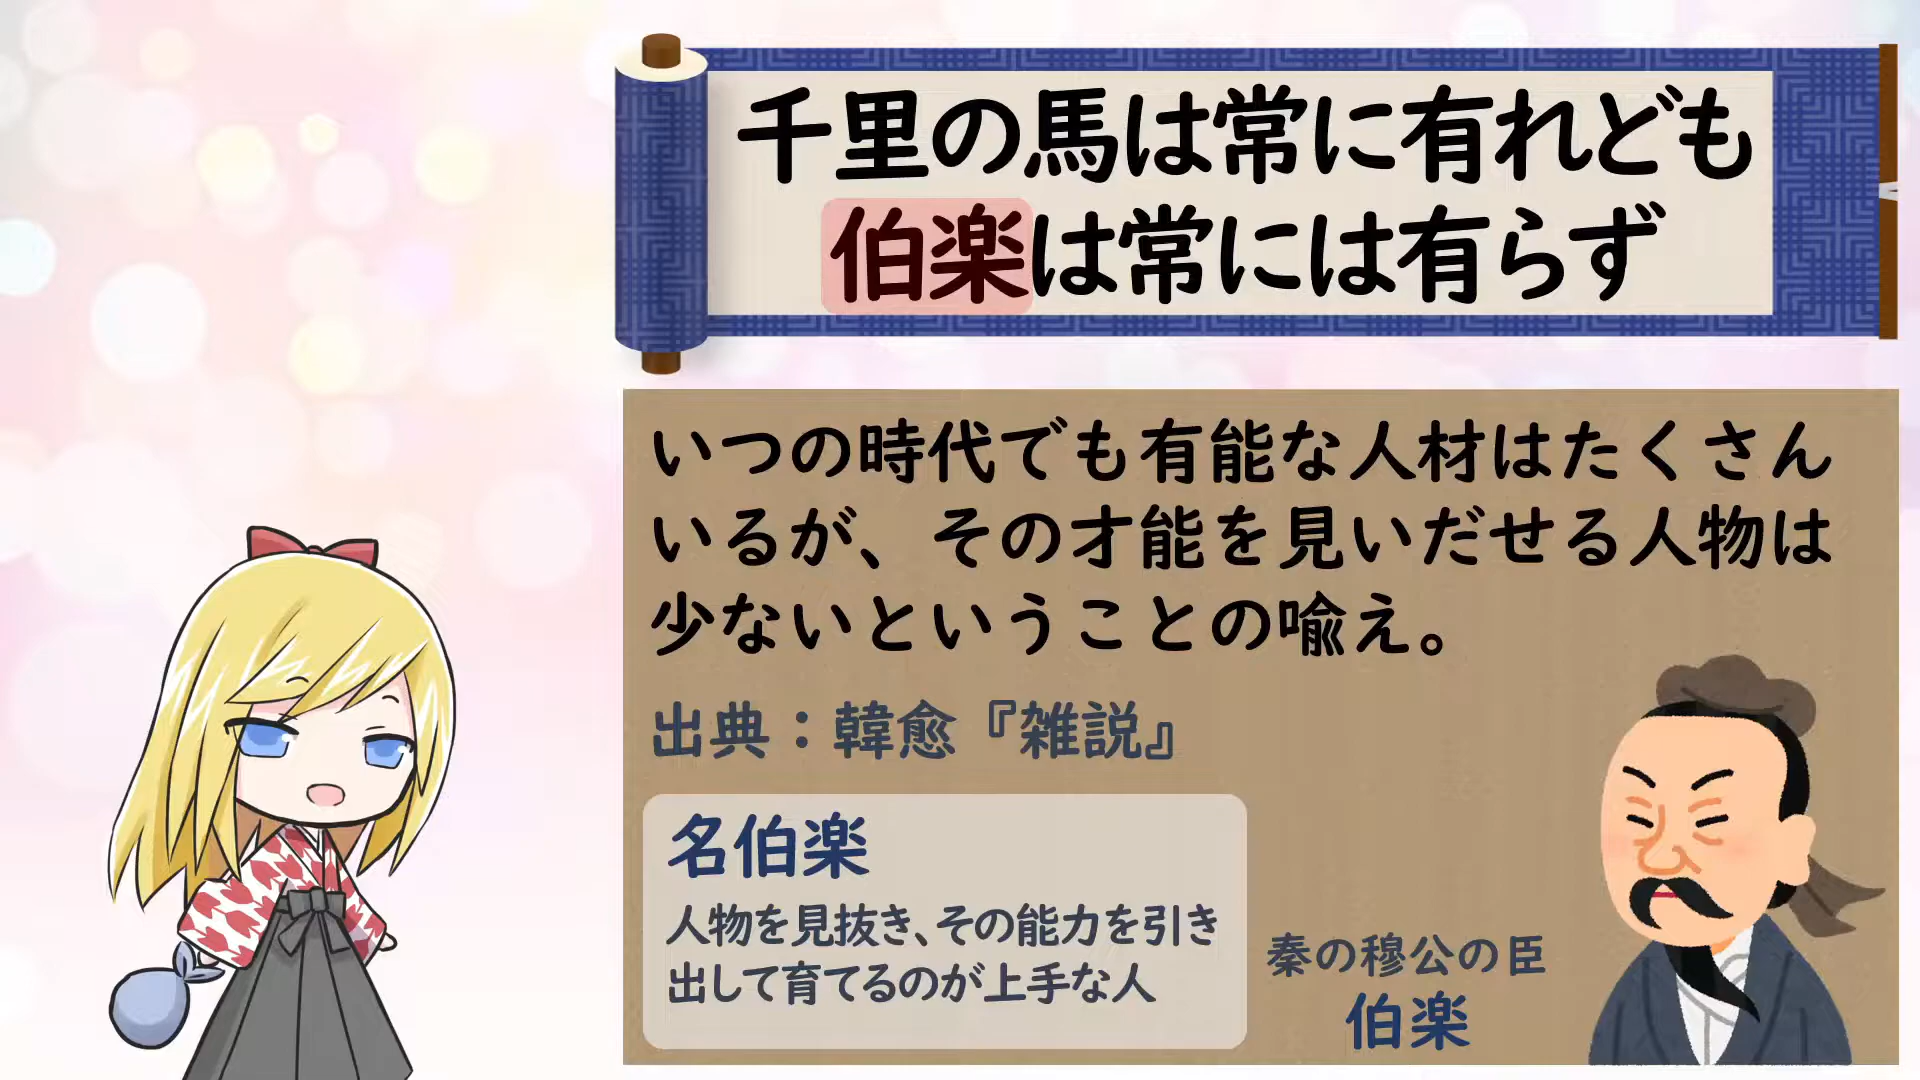 千里の馬は常に有れども
伯楽は常には有らず
いつの時代でも有能な人材はたくさん
いるが、その才能を見いだせる人物は
少ないということの喩え。
出典：韓愈『雑説』
名伯楽
人物を見抜き、その能力を引き
出して育てるのが上手な人
秦の穆公の臣
伯楽